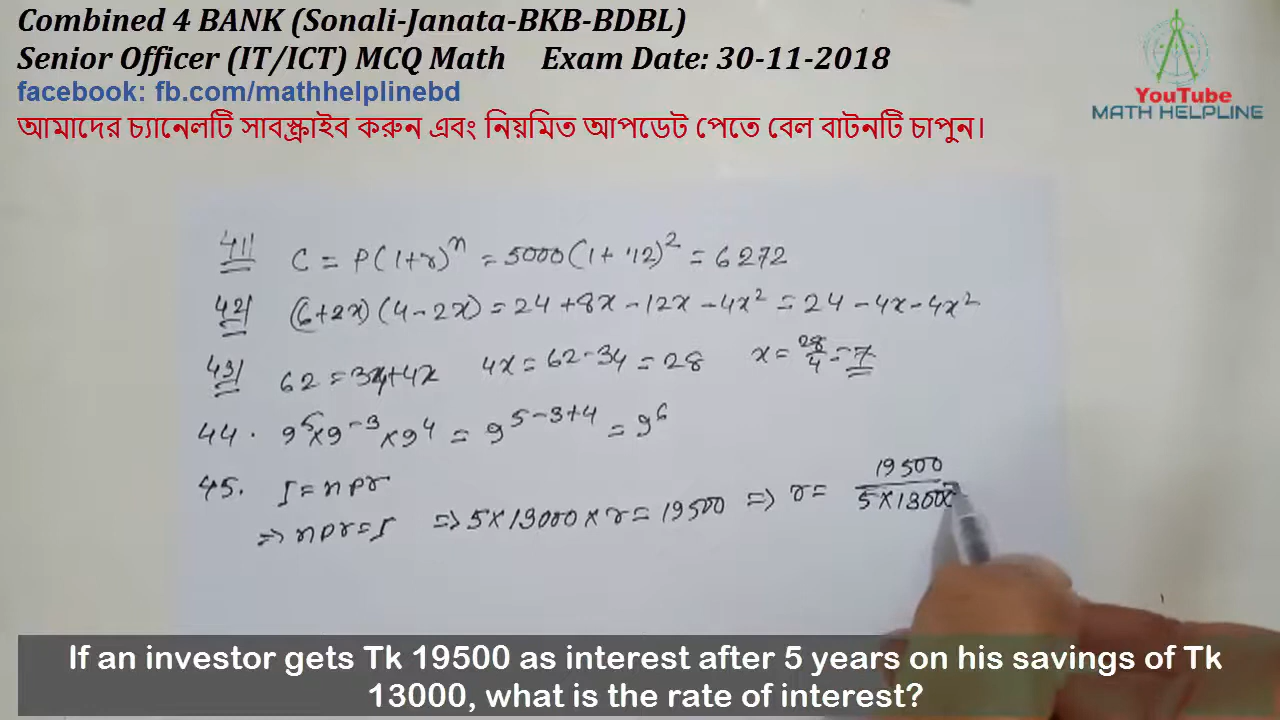 Combined 4 BANK (Sonali-Janata-BKB-BDBL)
Senior Officer (IT/ICT) MCQ Math Exam Date: 30-11-2018
facebook: fb.com/mathhelplinebd
আমাদের চ্যানেলটি সাবস্ক্রাইব করুন এবং নিয়মিত আপডেট পেতে বেল বাটনটি চাপুন।
YouTube
MATH HELPLINE
41| C = P(1+r)^n = 5000(1+.12)^2 = 6272
42| (6+2x)(4-2x) = 24+8x-12x-4x^2 = 24-4x-4x^2
43| 62=34+4x 4x=62-34=28 x=28/4=7
44. 9^5×9^-3×9^4 = 9^5-3+4 = 9^6
45. I=npr
⇒ npr=I ⇒ 5×13000×r=19500 ⇒ r= 19500/5×13000
If an investor gets Tk 19500 as interest after 5 years on his savings of Tk
13000, what is the rate of interest?